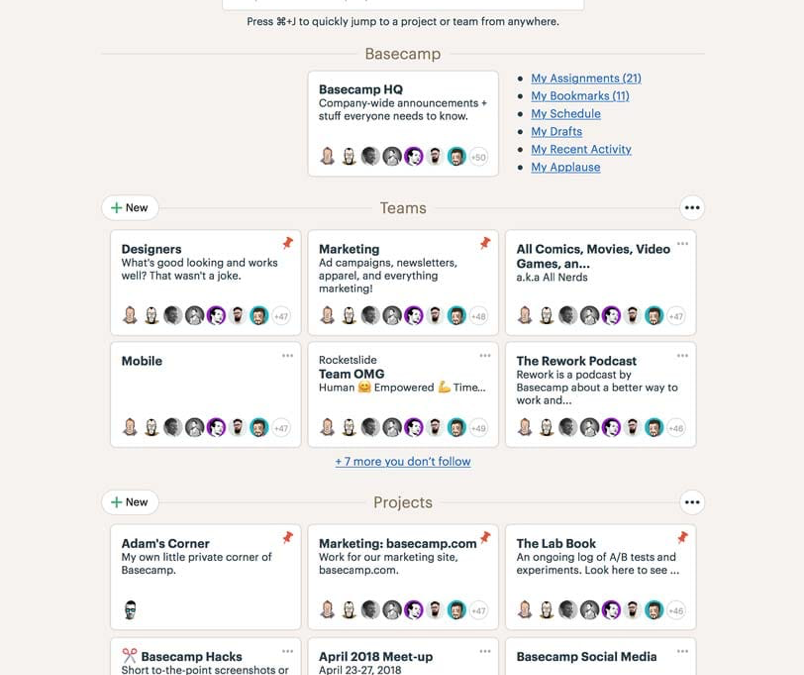 Press ⌘+J to quickly jump to a project or team from anywhere.
Basecamp
Basecamp HQ
Company-wide announcements +
stuff everyone needs to know.
+50
My Assignments (21)
My Bookmarks (11)
My Schedule
My Drafts
My Recent Activity
My Applause
+ New
Teams
Designers
What's good looking and works
well? That wasn't a joke.
+47
Marketing
Ad campaigns, newsletters,
apparel, and everything
marketing!
+48
All Comics, Movies, Video
Games, an...
a.k.a All Nerds
+47
Mobile
+47
Rocketslide
Team OMG
Human 🤗 Empowered 💪 Time...
+49
The Rework Podcast
Rework is a podcast by
Basecamp about a better way to
work and...
+46
+ 7 more you don't follow
+ New
Projects
Adam's Corner
My own little private corner of
Basecamp.
Marketing: basecamp.com
Work for our marketing site,
basecamp.com.
+47
The Lab Book
An ongoing log of A/B tests and
experiments. Look here to see ...
+46
✂️ Basecamp Hacks
Short to-the-point screenshots or
April 2018 Meet-up
April 23-27, 2018
Basecamp Social Media